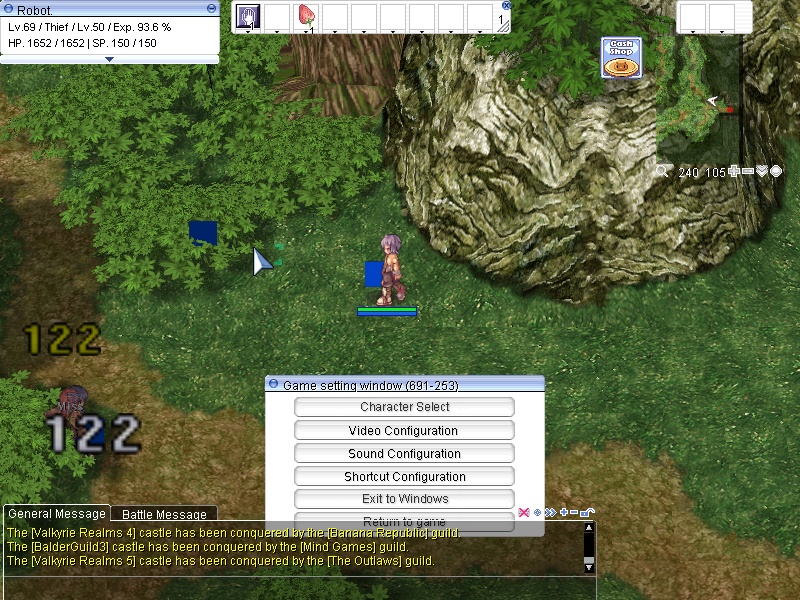 Robot
Lv.69 / Thief / Lv.50 / Exp. 93.6 %
HP. 1652 / 1652 | SP. 150 / 150
1
1
1
Cash
Shop
240 105
122
Miss
122
Game setting window (691-253)
Character Select
Video Configuration
Sound Configuration
Shortcut Configuration
Exit to Windows
Return to game
General Message
Battle Message
The [Valkyrie Realms 4] castle has been conquered by the [Banana Republic] guild.
The [BalderGuild3] castle has been conquered by the [Mind Games] guild.
The [Valkyrie Realms 5] castle has been conquered by the [The Outlaws] guild.